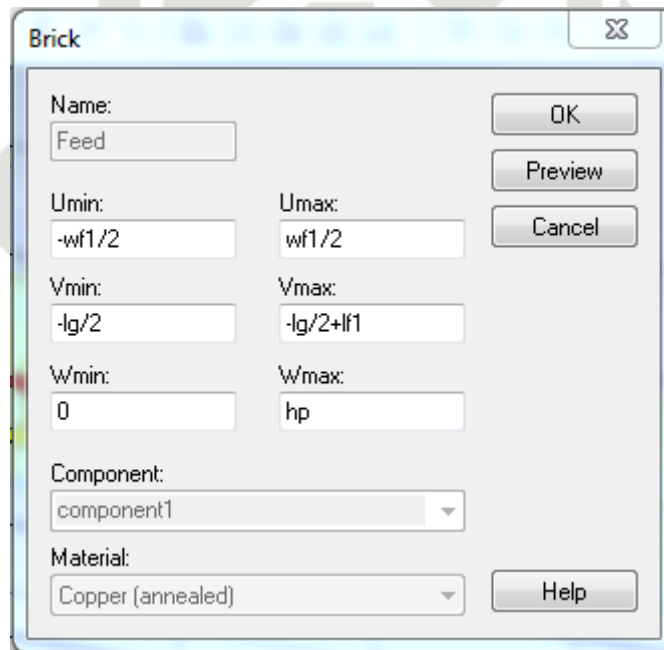 Brick
Name:
OK
Feed
Preview
Umin:
Umax:
Cancel
-wf1/2
wf1/2
Vmin:
Vmax:
-lg/2
-lg/2+lf1
Wmin:
Wmax:
0
hp
Component:
component1
Material:
Copper (annealed)
Help